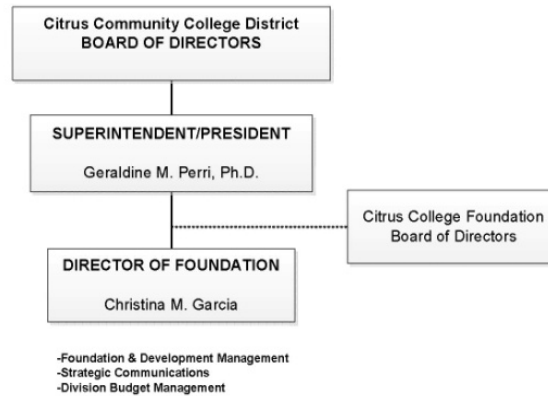 Citrus Community College District
BOARD OF DIRECTORS
SUPERINTENDENT/PRESIDENT
Geraldine M. Perri, Ph.D.
Citrus College Foundation
Board of Directors
DIRECTOR OF FOUNDATION
Christina M. Garcia
-Foundation & Development Management
-Strategic Communications
-Division Budget Management